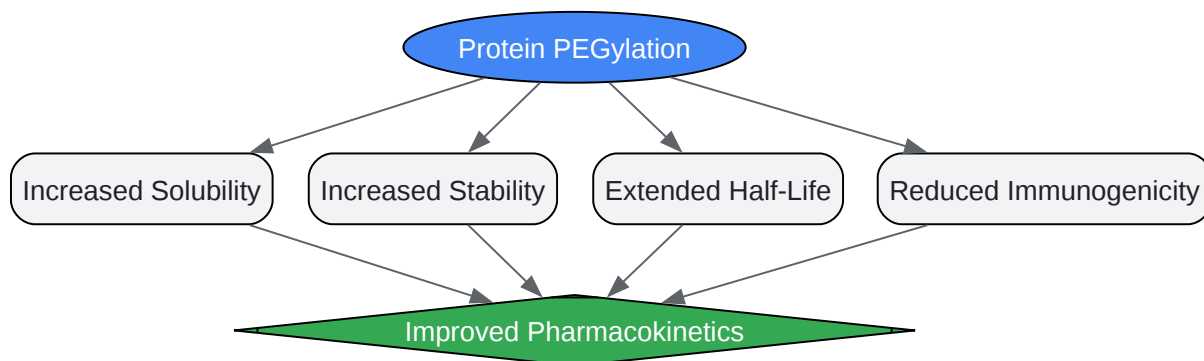 Protein PEGylation
Increased Solubility
Increased Stability
Extended Half-Life
Reduced Immunogenicity
Improved Pharmacokinetics